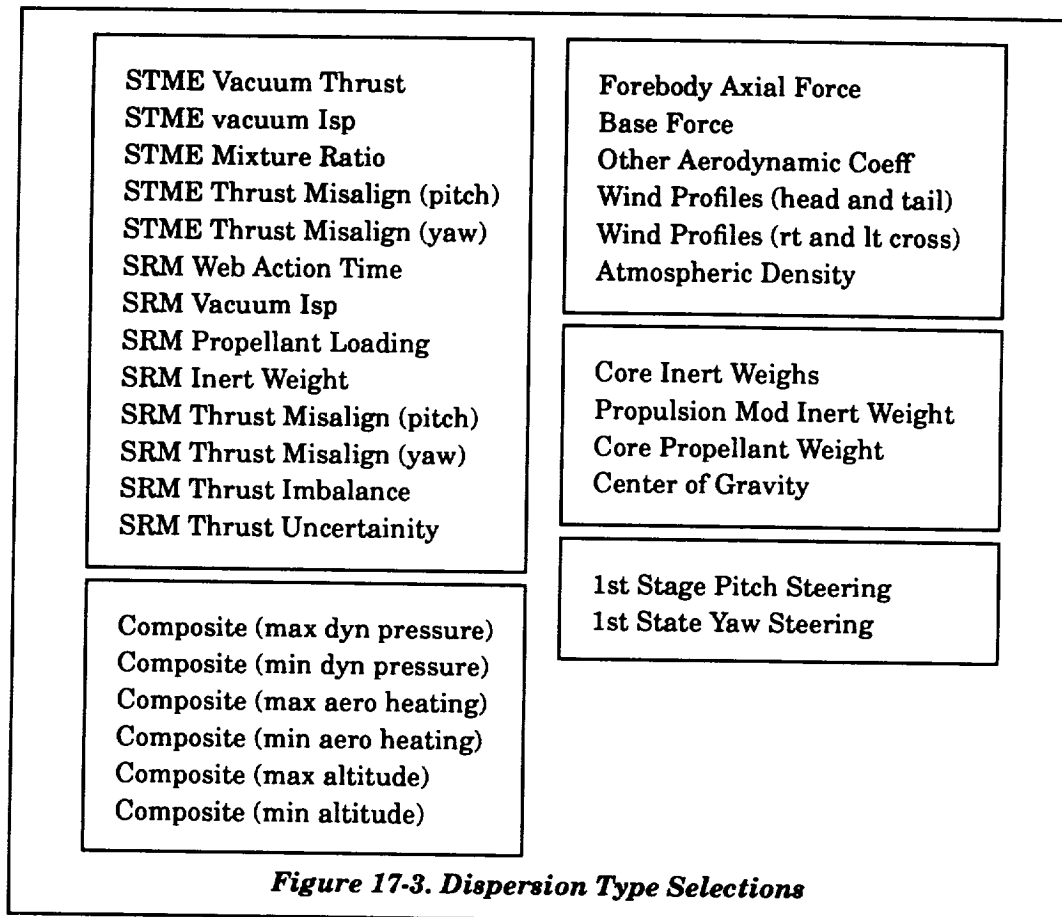 STME Vacuum Thrust
STME vacuum Isp
STME Mixture Ratio
STME Thrust Misalign (pitch)
STME Thrust Misalign (yaw)
SRM Web Action Time
SRM Vacuum Isp
SRM Propellant Loading
SRM Inert Weight
SRM Thrust Misalign (pitch)
SRM Thrust Misalign (yaw)
SRM Thrust Imbalance
SRM Thrust Uncertainity
Composite (max dyn pressure)
Composite (min dyn pressure)
Composite (max aero heating)
Composite (min aero heating)
Composite (max altitude)
Composite (min altitude)
Forebody Axial Force
Base Force
Other Aerodynamic Coeff
Wind Profiles (head and tail)
Wind Profiles (rt and lt cross)
Atmospheric Density
Core Inert Weighs
Propulsion Mod Inert Weight
Core Propellant Weight
Center of Gravity
1st Stage Pitch Steering
1st State Yaw Steering
Figure 17-3. Dispersion Type Selections